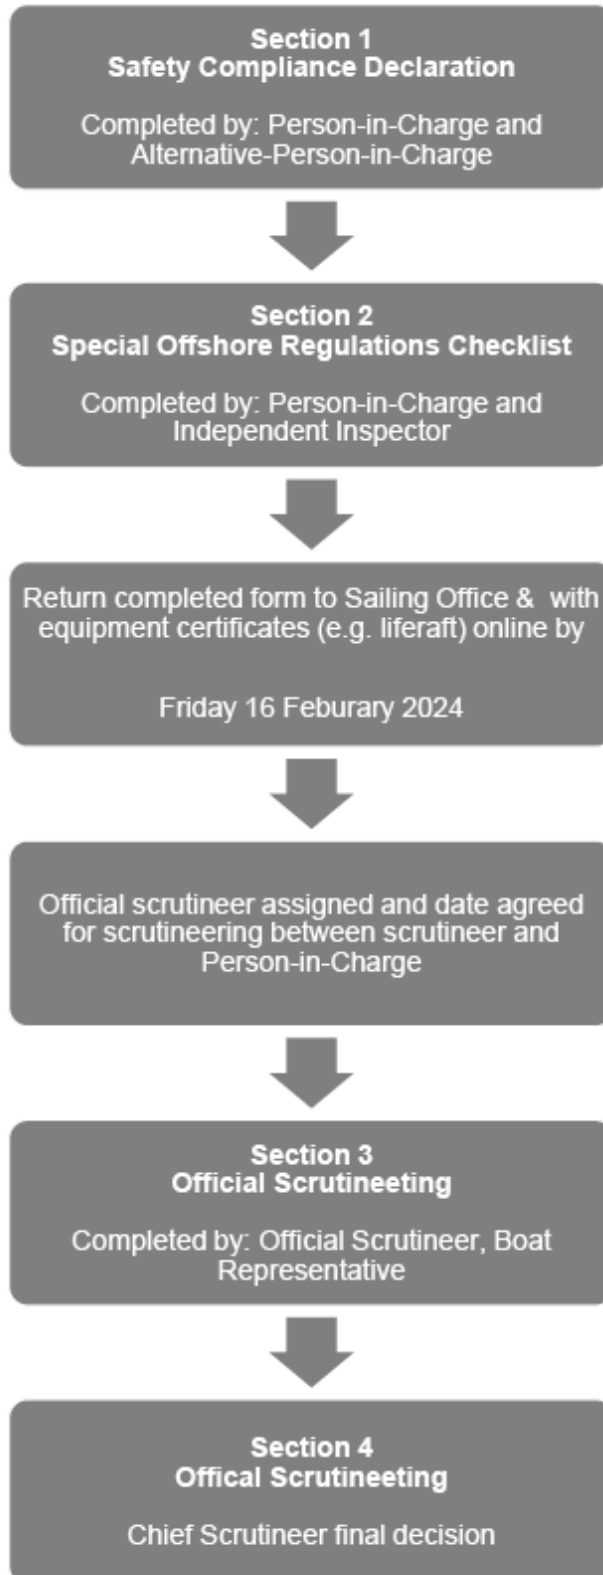 Section 1
Safety Compliance Declaration
Completed by: Person-in-Charge and
Alternative-Person-in-Charge
Section 2
Special Offshore Regulations Checklist
Completed by: Person-in-Charge and
Independent Inspector
Return completed form to Sailing Office & with
equipment certificates (e.g. liferaft) online by
Friday 16 Feburary 2024
Official scrutineer assigned and date agreed
for scrutineering between scrutineer and
Person-in-Charge
Section 3
Official Scrutineeting
Completed by: Official Scrutineer, Boat
Representative
Section 4
Offical Scrutineeting
Chief Scrutineer final decision